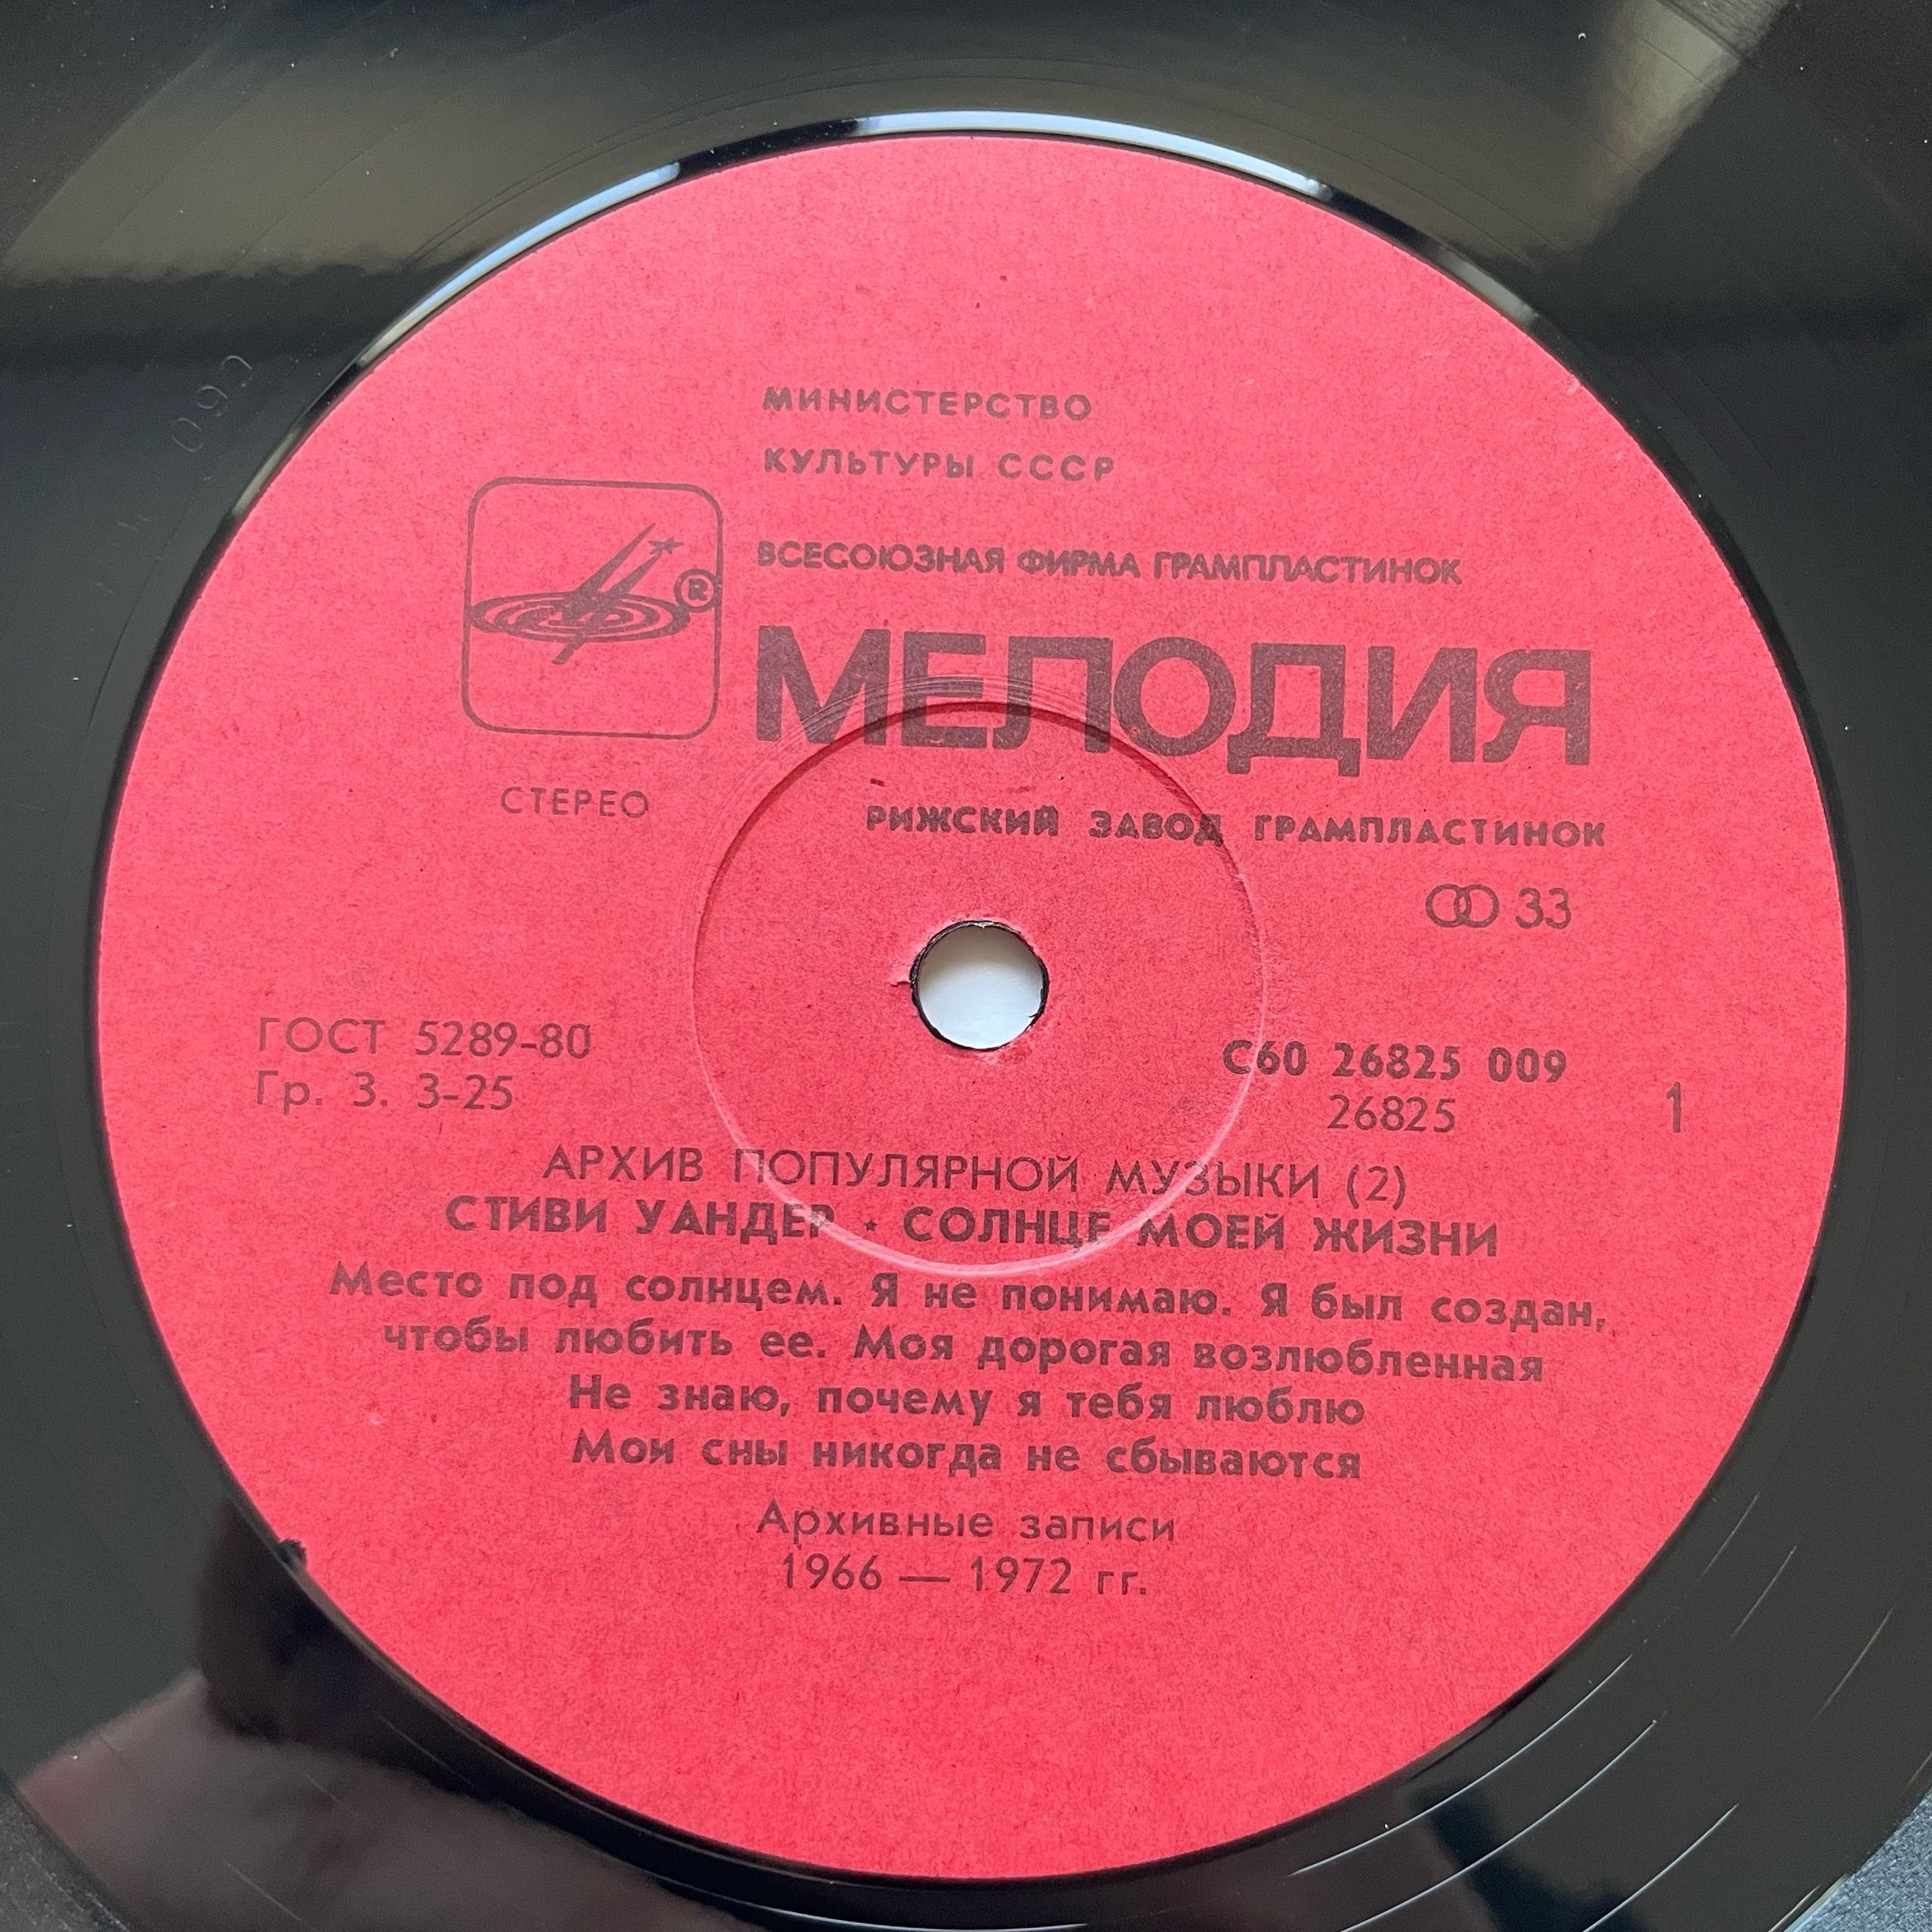 МИНИСТЕРСТВО
КУЛЬТУРЫ СССР
ВСЕСОЮЗНАЯ ФИРМА ГРАМПЛАСТИНОК
®
МЕЛОДИЯ
СТЕРЕО
РИЖСКИЙ ЗАВОД ГРАМПЛАСТИНОК
33
ГОСТ 5289-80
Гр. 3. 3-25
С60 26825 009
26825
1
АРХИВ ПОПУЛЯРНОЙ МУЗЫКИ (2)
СТИВИ УАНДЕР · СОЛНЦЕ МОЕЙ ЖИЗНИ
Место под солнцем. Я не понимаю. Я был создан,
чтобы любить ее. Моя дорогая возлюбленная
Не знаю, почему я тебя люблю
Мои сны никогда не сбываются
Архивные записи
1966 — 1972 гг.